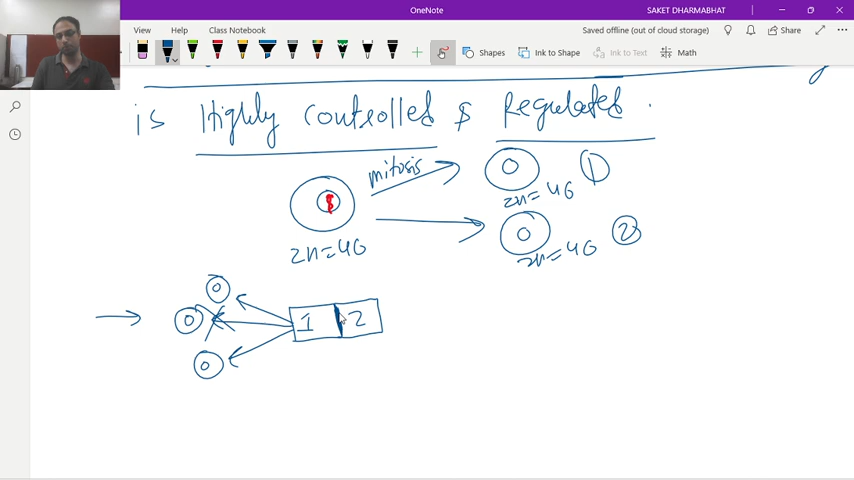 OneNote
SAKET DHARMABHAT
View Help Class Notebook
Saved offline (out of cloud storage)
Share
Shapes
Ink to Shape
Ink to Text
Math
is Highly controlled & Regulated.
mitosis
2n=46
1
2n=46
2n=46
2
1 2